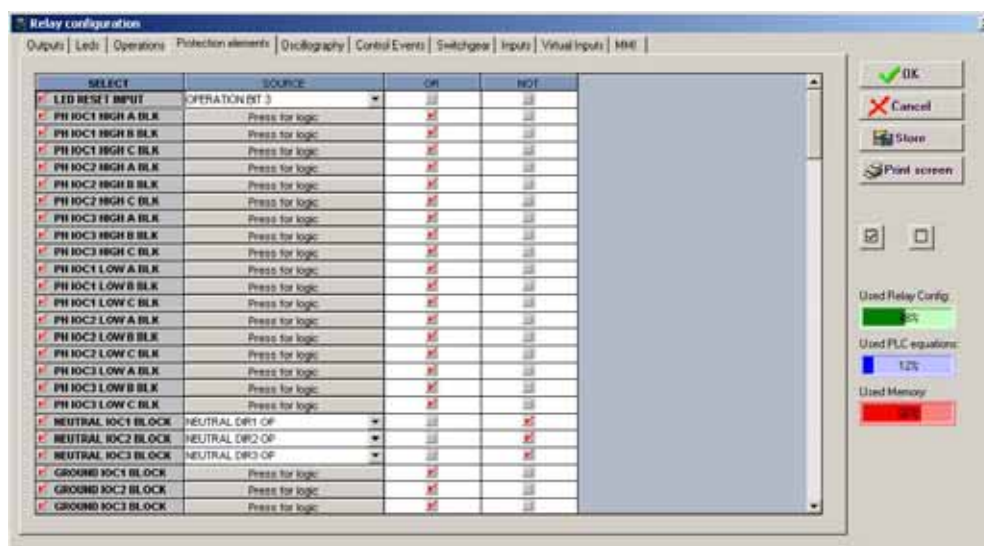 Relay configuration
Outputs | Leds | Operations | Protection elements | Oscillography | Control Events | Switchgear | Inputs | Virtual Inputs | MMI |
SELECT SOURCE OR NOT
LED RESET INPUT OPERATION BIT 3
PH IOC1 HIGH A BLK Press for logic
PH IOC1 HIGH B BLK Press for logic
PH IOC1 HIGH C BLK Press for logic
PH IOC2 HIGH A BLK Press for logic
PH IOC2 HIGH B BLK Press for logic
PH IOC2 HIGH C BLK Press for logic
PH IOC3 HIGH A BLK Press for logic
PH IOC3 HIGH B BLK Press for logic
PH IOC3 HIGH C BLK Press for logic
PH IOC1 LOW A BLK Press for logic
PH IOC1 LOW B BLK Press for logic
PH IOC1 LOW C BLK Press for logic
PH IOC2 LOW A BLK Press for logic
PH IOC2 LOW B BLK Press for logic
PH IOC2 LOW C BLK Press for logic
PH IOC3 LOW A BLK Press for logic
PH IOC3 LOW B BLK Press for logic
PH IOC3 LOW C BLK Press for logic
NEUTRAL IOC1 BLOCK NEUTRAL DIR1 OP
NEUTRAL IOC2 BLOCK NEUTRAL DIR2 OP
NEUTRAL IOC3 BLOCK NEUTRAL DIR3 OP
GROUND IOC1 BLOCK Press for logic
GROUND IOC2 BLOCK Press for logic
GROUND IOC3 BLOCK Press for logic
OK
Cancel
Store
Print screen
Used Relay Config.
Used PLC equations:
12%
Used Memory